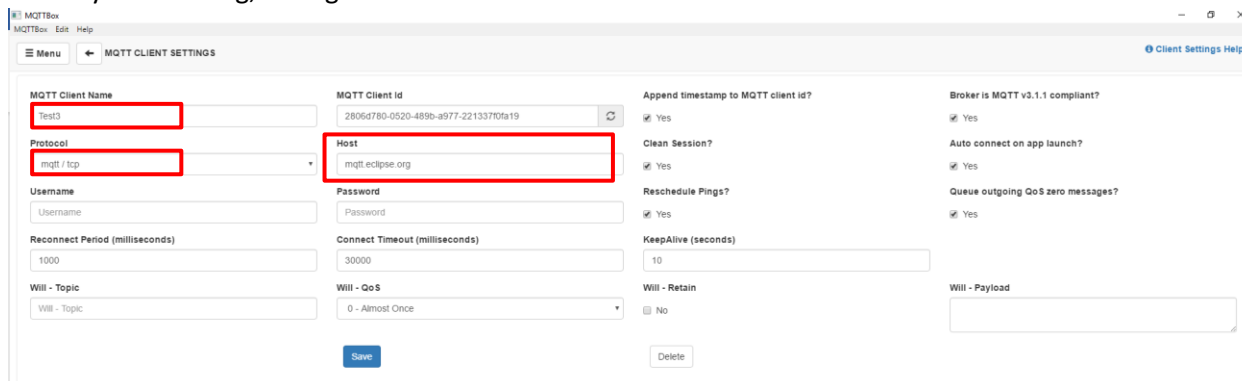 MQTTBox
MQTTBox Edit Help
Menu MQTT CLIENT SETTINGS Client Settings Help
MQTT Client Name MQTT Client Id Append timestamp to MQTT client id? Broker is MQTT v3.1.1 compliant?
Test3 2806d780-0520-489b-a977-221337f0fa19 Yes Yes
Protocol Host Clean Session? Auto connect on app launch?
mqtt / tcp mqtt.eclipse.org Yes Yes
Username Password Reschedule Pings? Queue outgoing QoS zero messages?
Username Password Yes Yes
Reconnect Period (milliseconds) Connect Timeout (milliseconds) KeepAlive (seconds)
1000 30000 10
Will - Topic Will - QoS Will - Retain Will - Payload
Will - Topic 0 - Almost Once No
Save Delete